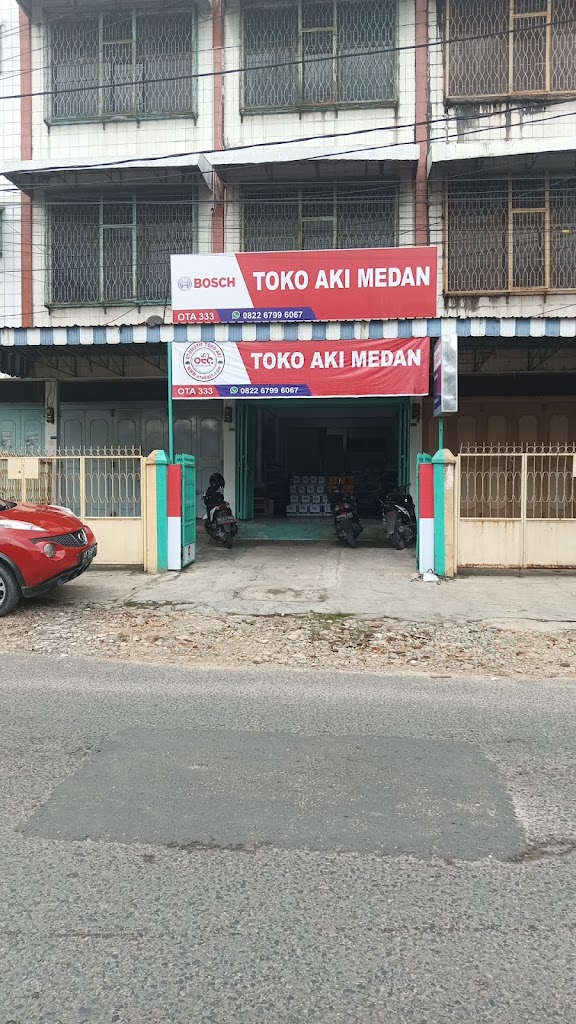 BOSCH
TOKO AKI MEDAN
OTA 333
0822 6799 6067
TOKO AKI MEDAN
OTA 333
0822 6799 6067